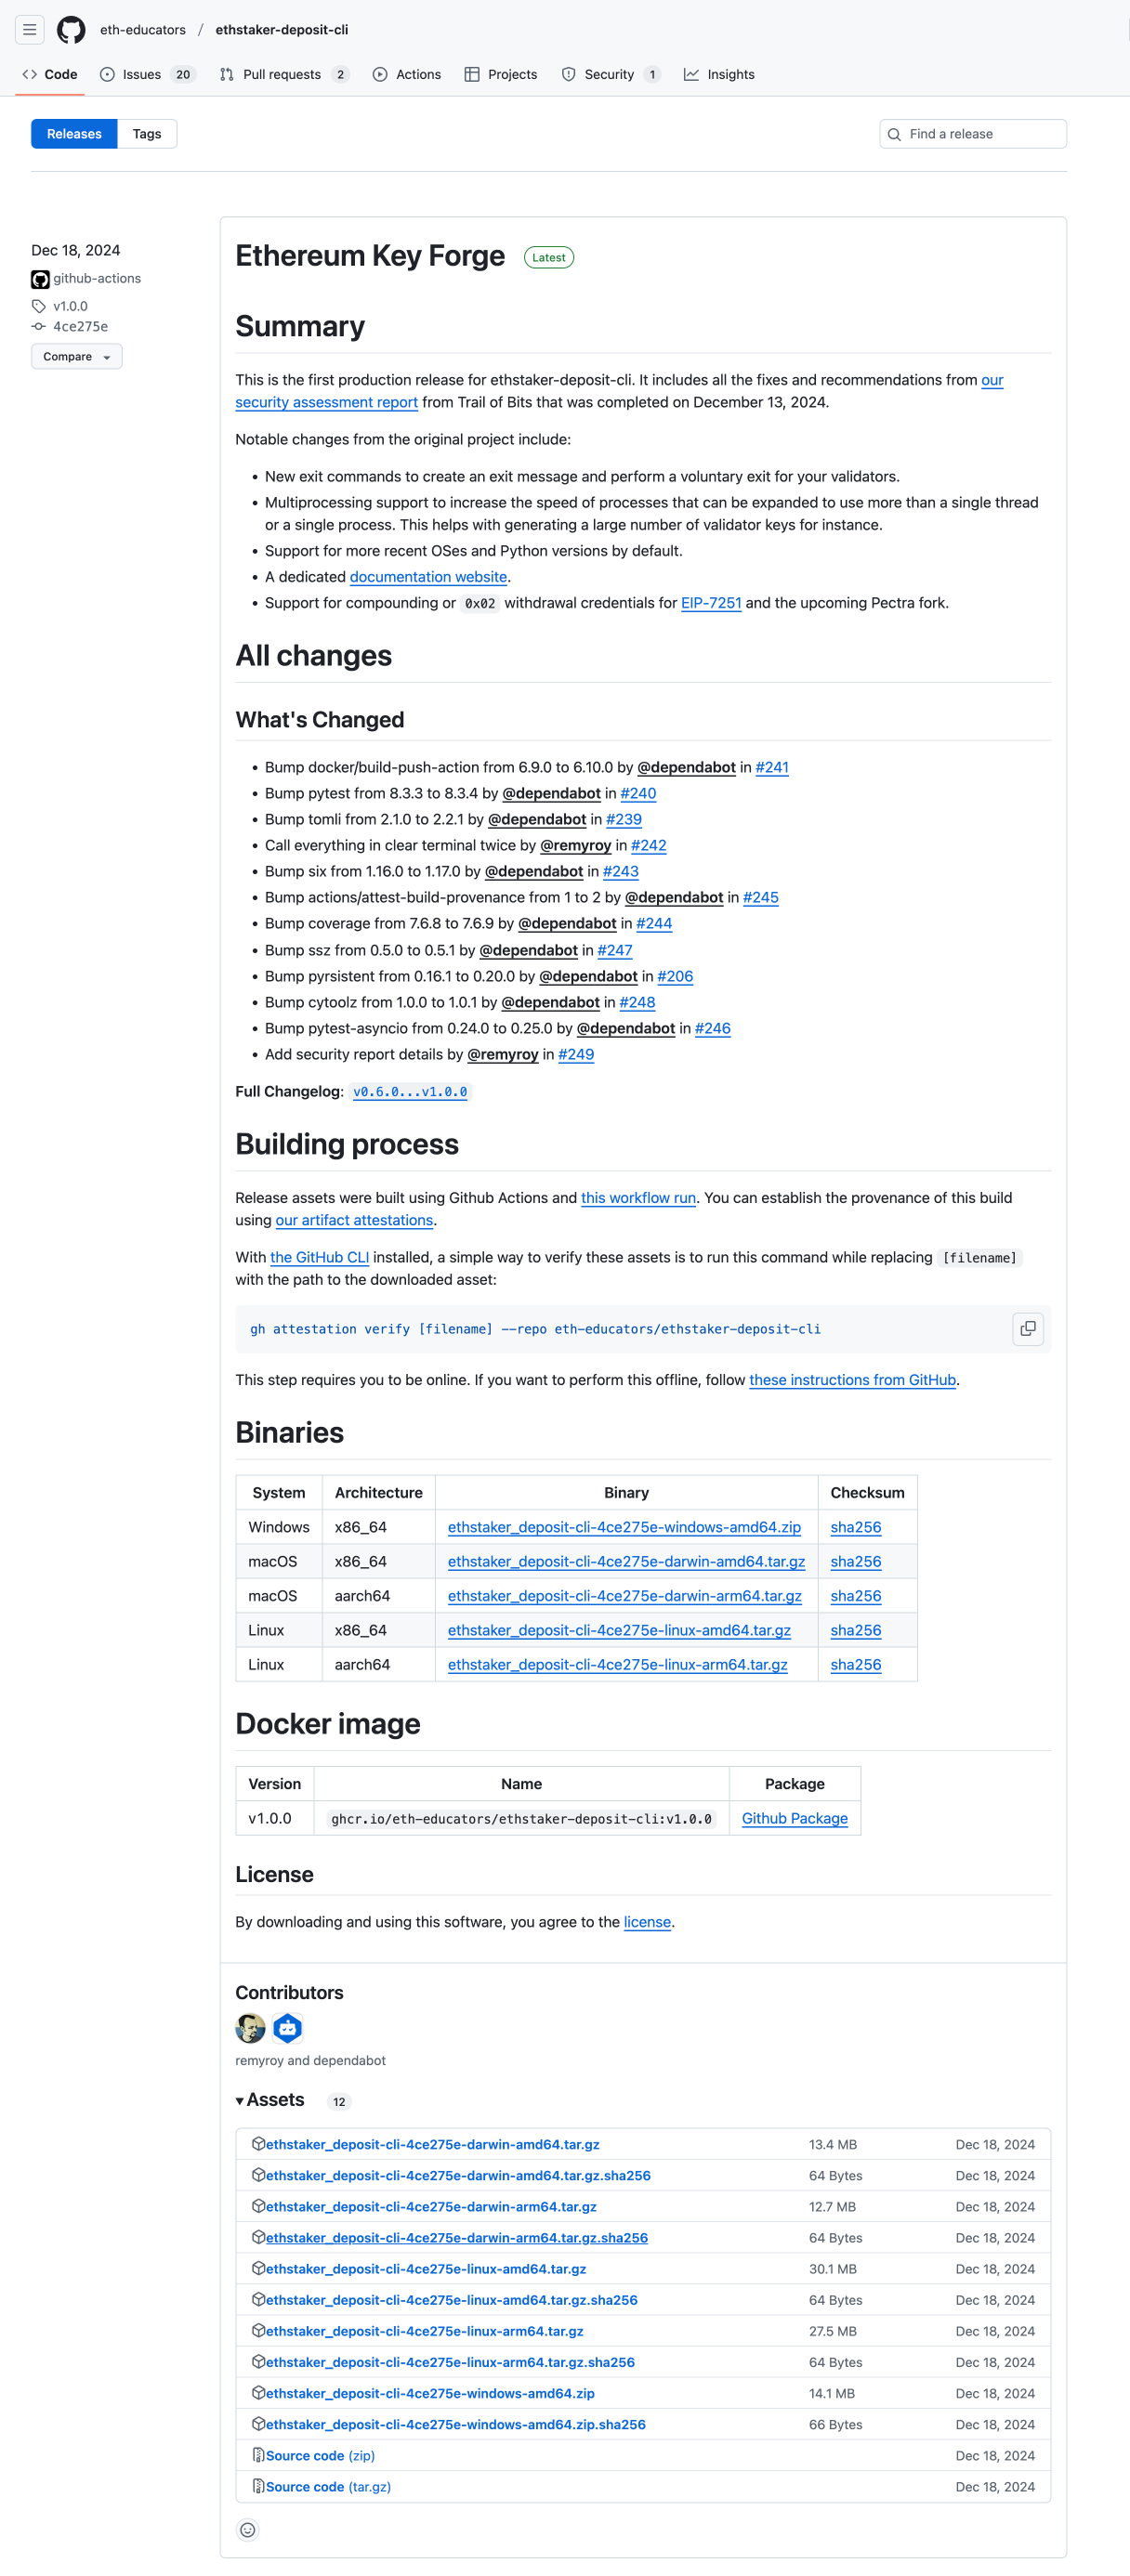 eth-educators / ethstaker-deposit-cli
Code Issues 20 Pull requests 2 Actions Projects Security 1 Insights
Releases Tags Find a release
Dec 18, 2024
github-actions
v1.0.0
4ce275e
Compare
Ethereum Key Forge Latest
Summary
This is the first production release for ethstaker-deposit-cli. It includes all the fixes and recommendations from our
security assessment report from Trail of Bits that was completed on December 13, 2024.
Notable changes from the original project include:
• New exit commands to create an exit message and perform a voluntary exit for your validators.
• Multiprocessing support to increase the speed of processes that can be expanded to use more than a single thread
or a single process. This helps with generating a large number of validator keys for instance.
• Support for more recent OSes and Python versions by default.
• A dedicated documentation website.
• Support for compounding or 0x02 withdrawal credentials for EIP-7251 and the upcoming Pectra fork.
All changes
What's Changed
• Bump docker/build-push-action from 6.9.0 to 6.10.0 by @dependabot in #241
• Bump pytest from 8.3.3 to 8.3.4 by @dependabot in #240
• Bump tomli from 2.1.0 to 2.2.1 by @dependabot in #239
• Call everything in clear terminal twice by @remyroy in #242
• Bump six from 1.16.0 to 1.17.0 by @dependabot in #243
• Bump actions/attest-build-provenance from 1 to 2 by @dependabot in #245
• Bump coverage from 7.6.8 to 7.6.9 by @dependabot in #244
• Bump ssz from 0.5.0 to 0.5.1 by @dependabot in #247
• Bump pyrsistent from 0.16.1 to 0.20.0 by @dependabot in #206
• Bump cytoolz from 1.0.0 to 1.0.1 by @dependabot in #248
• Bump pytest-asyncio from 0.24.0 to 0.25.0 by @dependabot in #246
• Add security report details by @remyroy in #249
Full Changelog: v0.6.0...v1.0.0
Building process
Release assets were built using Github Actions and this workflow run. You can establish the provenance of this build
using our artifact attestations.
With the GitHub CLI installed, a simple way to verify these assets is to run this command while replacing [filename]
with the path to the downloaded asset:
gh attestation verify [filename] --repo eth-educators/ethstaker-deposit-cli
This step requires you to be online. If you want to perform this offline, follow these instructions from GitHub.
Binaries
System Architecture Binary Checksum
Windows x86_64 ethstaker_deposit-cli-4ce275e-windows-amd64.zip sha256
macOS x86_64 ethstaker_deposit-cli-4ce275e-darwin-amd64.tar.gz sha256
macOS aarch64 ethstaker_deposit-cli-4ce275e-darwin-arm64.tar.gz sha256
Linux x86_64 ethstaker_deposit-cli-4ce275e-linux-amd64.tar.gz sha256
Linux aarch64 ethstaker_deposit-cli-4ce275e-linux-arm64.tar.gz sha256
Docker image
Version Name Package
v1.0.0 ghcr.io/eth-educators/ethstaker-deposit-cli:v1.0.0 Github Package
License
By downloading and using this software, you agree to the license.
Contributors
remyroy and dependabot
Assets 12
ethstaker_deposit-cli-4ce275e-darwin-amd64.tar.gz 13.4 MB Dec 18, 2024
ethstaker_deposit-cli-4ce275e-darwin-amd64.tar.gz.sha256 64 Bytes Dec 18, 2024
ethstaker_deposit-cli-4ce275e-darwin-arm64.tar.gz 12.7 MB Dec 18, 2024
ethstaker_deposit-cli-4ce275e-darwin-arm64.tar.gz.sha256 64 Bytes Dec 18, 2024
ethstaker_deposit-cli-4ce275e-linux-amd64.tar.gz 30.1 MB Dec 18, 2024
ethstaker_deposit-cli-4ce275e-linux-amd64.tar.gz.sha256 64 Bytes Dec 18, 2024
ethstaker_deposit-cli-4ce275e-linux-arm64.tar.gz 27.5 MB Dec 18, 2024
ethstaker_deposit-cli-4ce275e-linux-arm64.tar.gz.sha256 64 Bytes Dec 18, 2024
ethstaker_deposit-cli-4ce275e-windows-amd64.zip 14.1 MB Dec 18, 2024
ethstaker_deposit-cli-4ce275e-windows-amd64.zip.sha256 66 Bytes Dec 18, 2024
Source code (zip) Dec 18, 2024
Source code (tar.gz) Dec 18, 2024